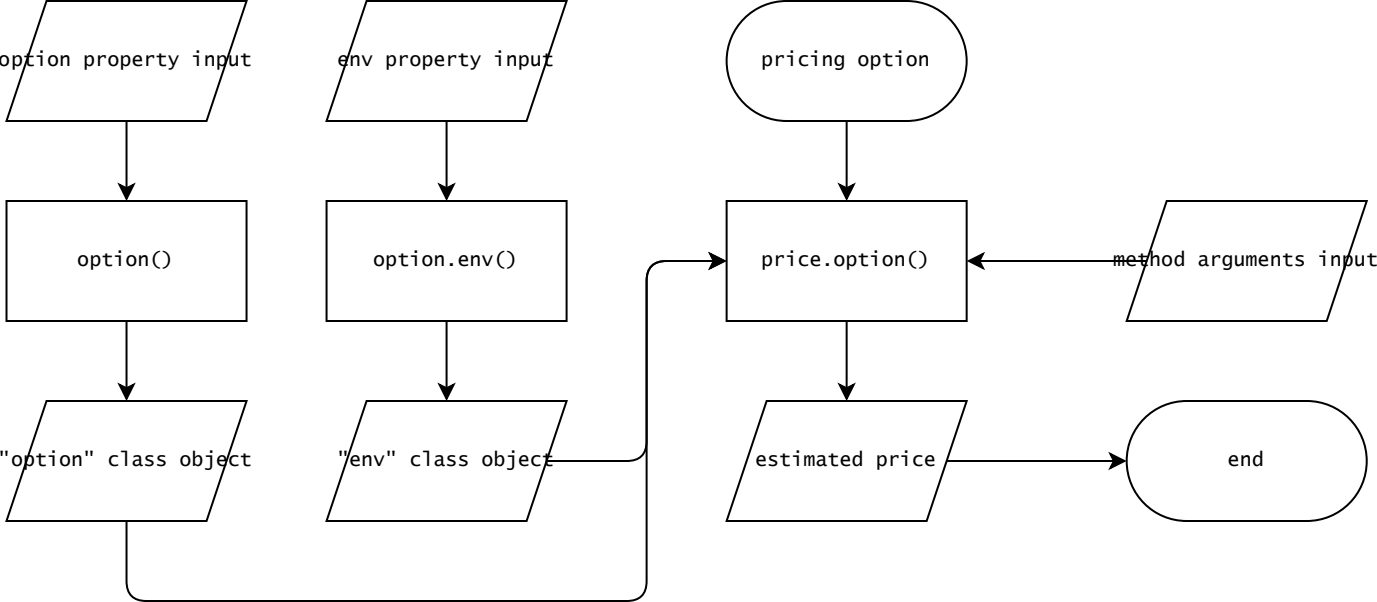 option property input
env property input
pricing option
option()
option.env()
price.option()
method arguments input
"option" class object
"env" class object
estimated price
end